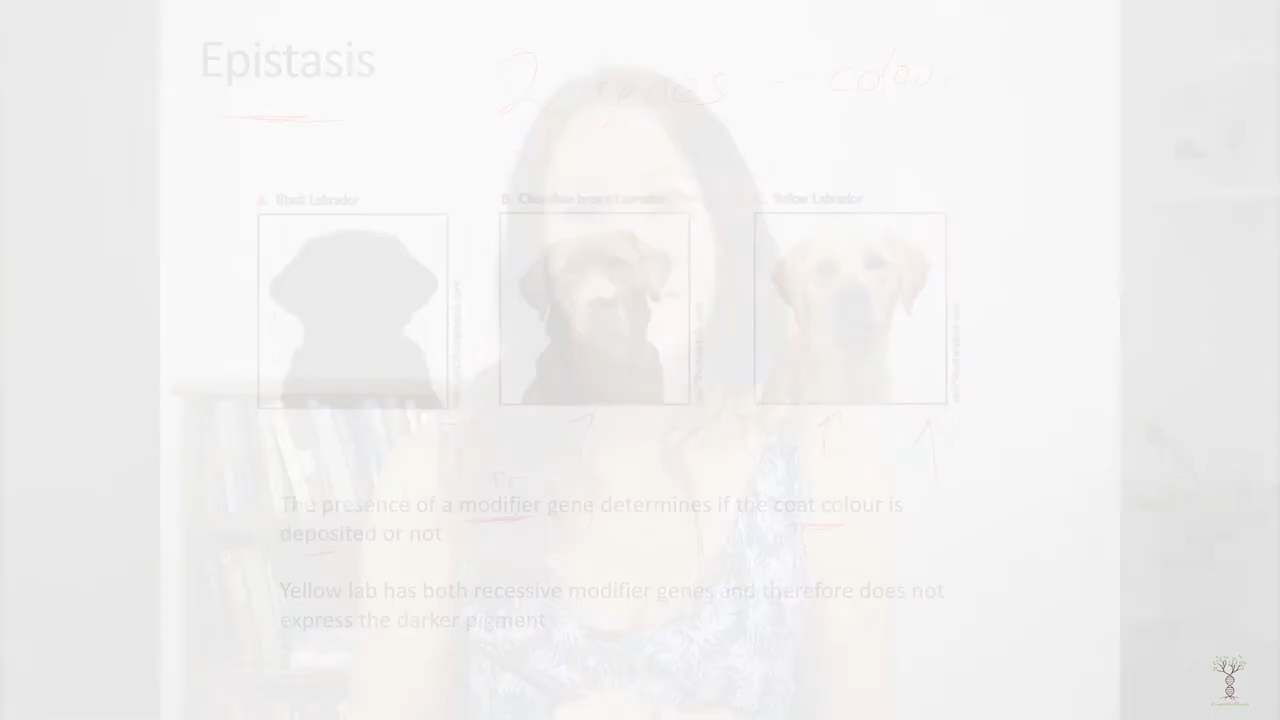 Epistasis
2 genes - colour
A. Black Labrador
B. Chocolate brown Labrador
C. Yellow Labrador
The presence of a modifier gene determines if the coat colour is
deposited or not
Yellow lab has both recessive modifier genes and therefore does not
express the darker pigment